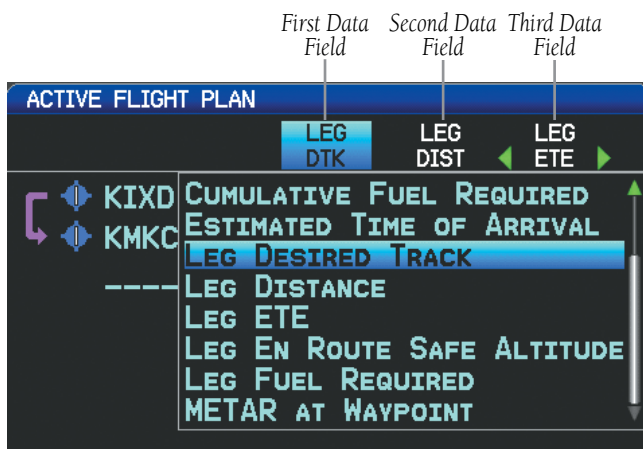 First Data Field
Second Data Field
Third Data Field
ACTIVE FLIGHT PLAN
LEG DTK
LEG DIST
LEG ETE
KIXD
KMKC
----
CUMULATIVE FUEL REQUIRED
ESTIMATED TIME OF ARRIVAL
LEG DESIRED TRACK
LEG DISTANCE
LEG ETE
LEG EN ROUTE SAFE ALTITUDE
LEG FUEL REQUIRED
METAR AT WAYPOINT